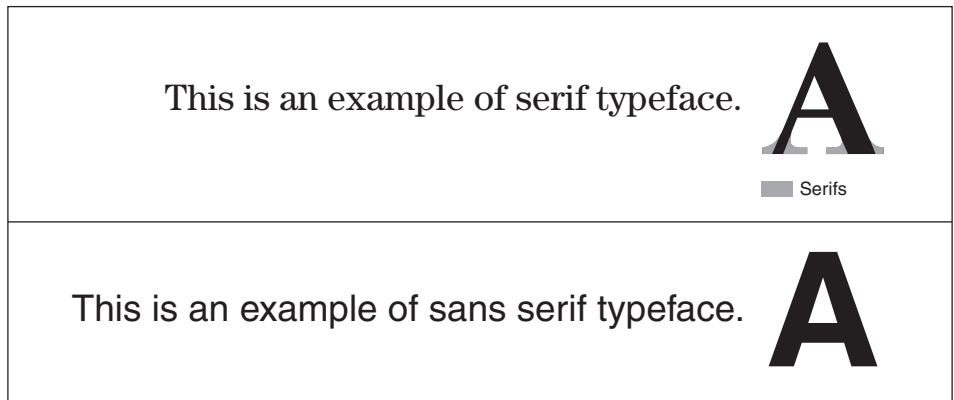 This is an example of serif typeface.
A
Serifs
This is an example of sans serif typeface.
A